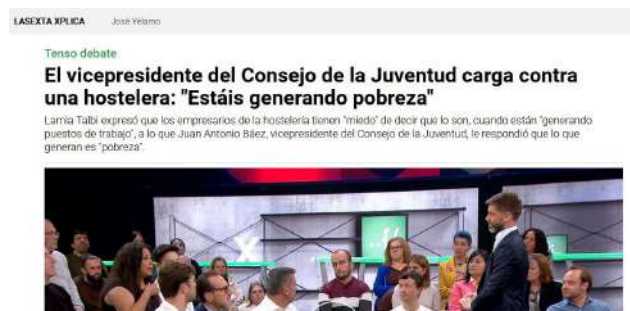 LASEXTA XPLICA José Yélamo
Tenso debate
El vicepresidente del Consejo de la Juventud carga contra
una hostelera: "Estáis generando pobreza"
Lamia Talbi expresó que los empresarios de la hostelería tienen "miedo" de decir que lo son, cuando están "generando
puestos de trabajo", a lo que Juan Antonio Báez, vicepresidente del Consejo de la Juventud, le respondió que lo que
generan es "pobreza".